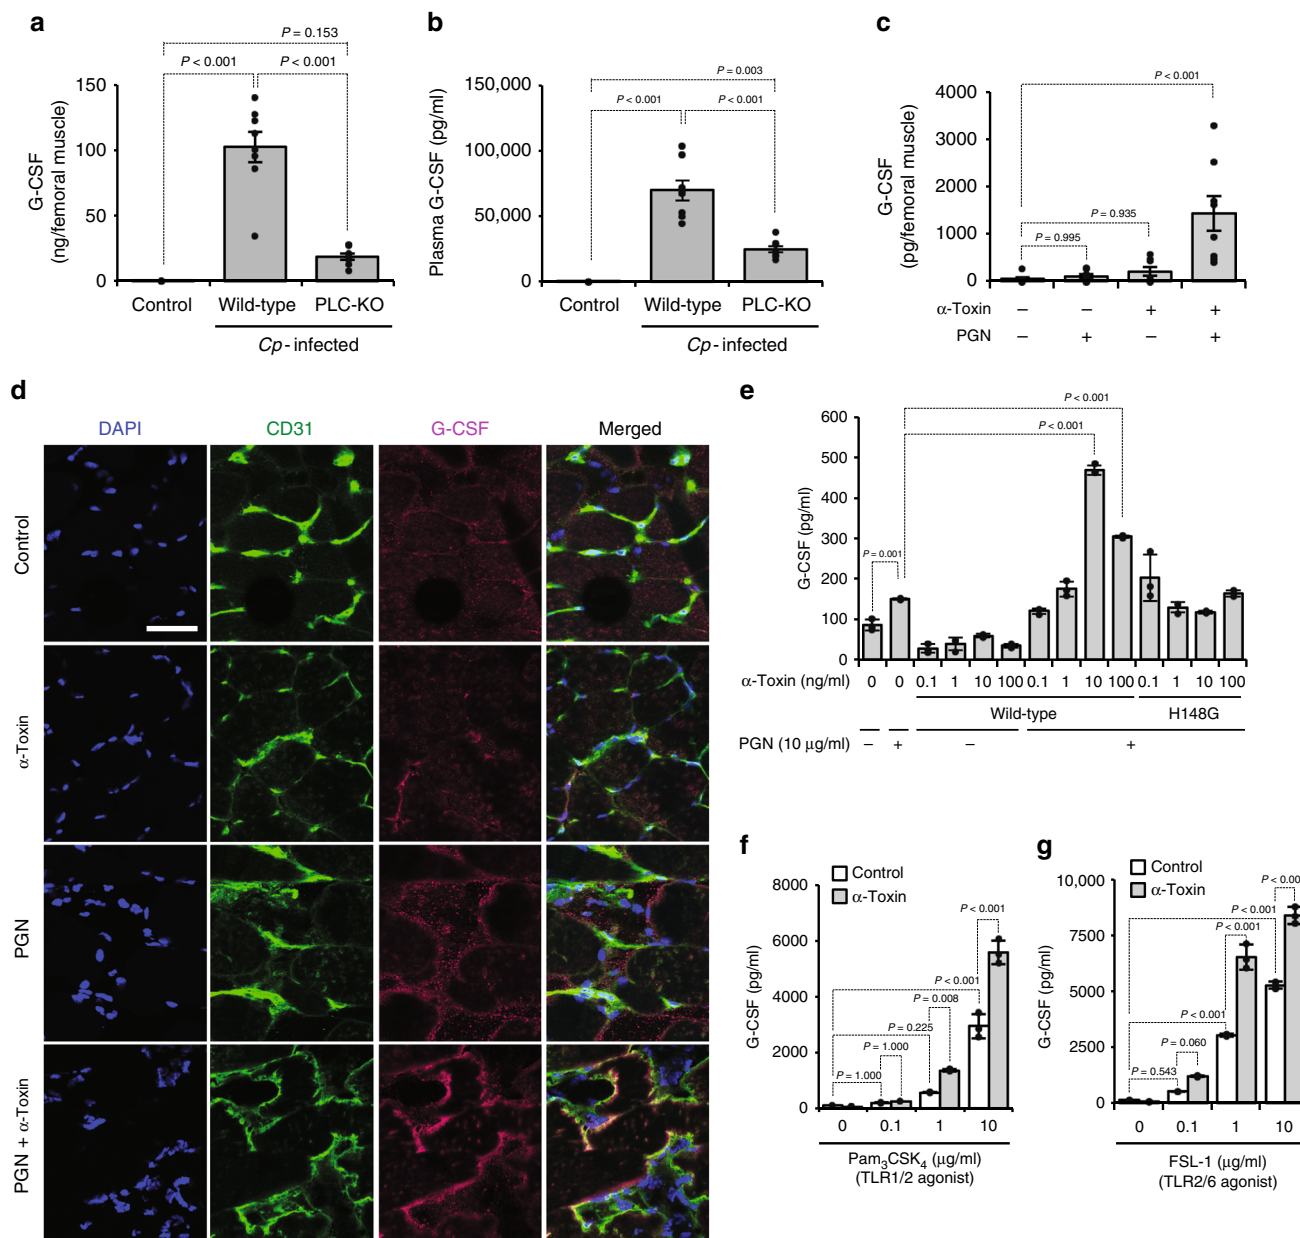 a
P = 0.153
P < 0.001
P < 0.001
G-CSF
(ng/femoral muscle)
150
100
50
0
Control
Wild-type
PLC-KO
Cp-infected
b
P = 0.003
P < 0.001
P < 0.001
Plasma G-CSF (pg/ml)
150,000
100,000
50,000
0
Control
Wild-type
PLC-KO
Cp-infected
c
P < 0.001
P = 0.935
P = 0.995
G-CSF
(pg/femoral muscle)
4000
3000
2000
1000
0
α-Toxin
– – + +
PGN
– + – +
d
DAPI
CD31
G-CSF
Merged
Control
α-Toxin
PGN
PGN + α-Toxin
e
P < 0.001
P < 0.001
P = 0.001
G-CSF (pg/ml)
600
500
400
300
200
100
0
α-Toxin (ng/ml)
0 0 0.1 1 10 100 0.1 1 10 100 0.1 1 10 100
Wild-type
H148G
PGN (10 μg/ml)
– + – +
f
Control
α-Toxin
P < 0.001
P < 0.001
P = 0.008
P = 0.225
P = 1.000
P = 1.000
G-CSF (pg/ml)
8000
6000
4000
2000
0
0 0.1 1 10
Pam₃CSK₄ (μg/ml)
(TLR1/2 agonist)
g
Control
α-Toxin
P < 0.00
P < 0.001
P < 0.001
P < 0.001
P = 0.060
P = 0.543
G-CSF (pg/ml)
10,000
7500
5000
2500
0
0 0.1 1 10
FSL-1 (μg/ml)
(TLR2/6 agonist)